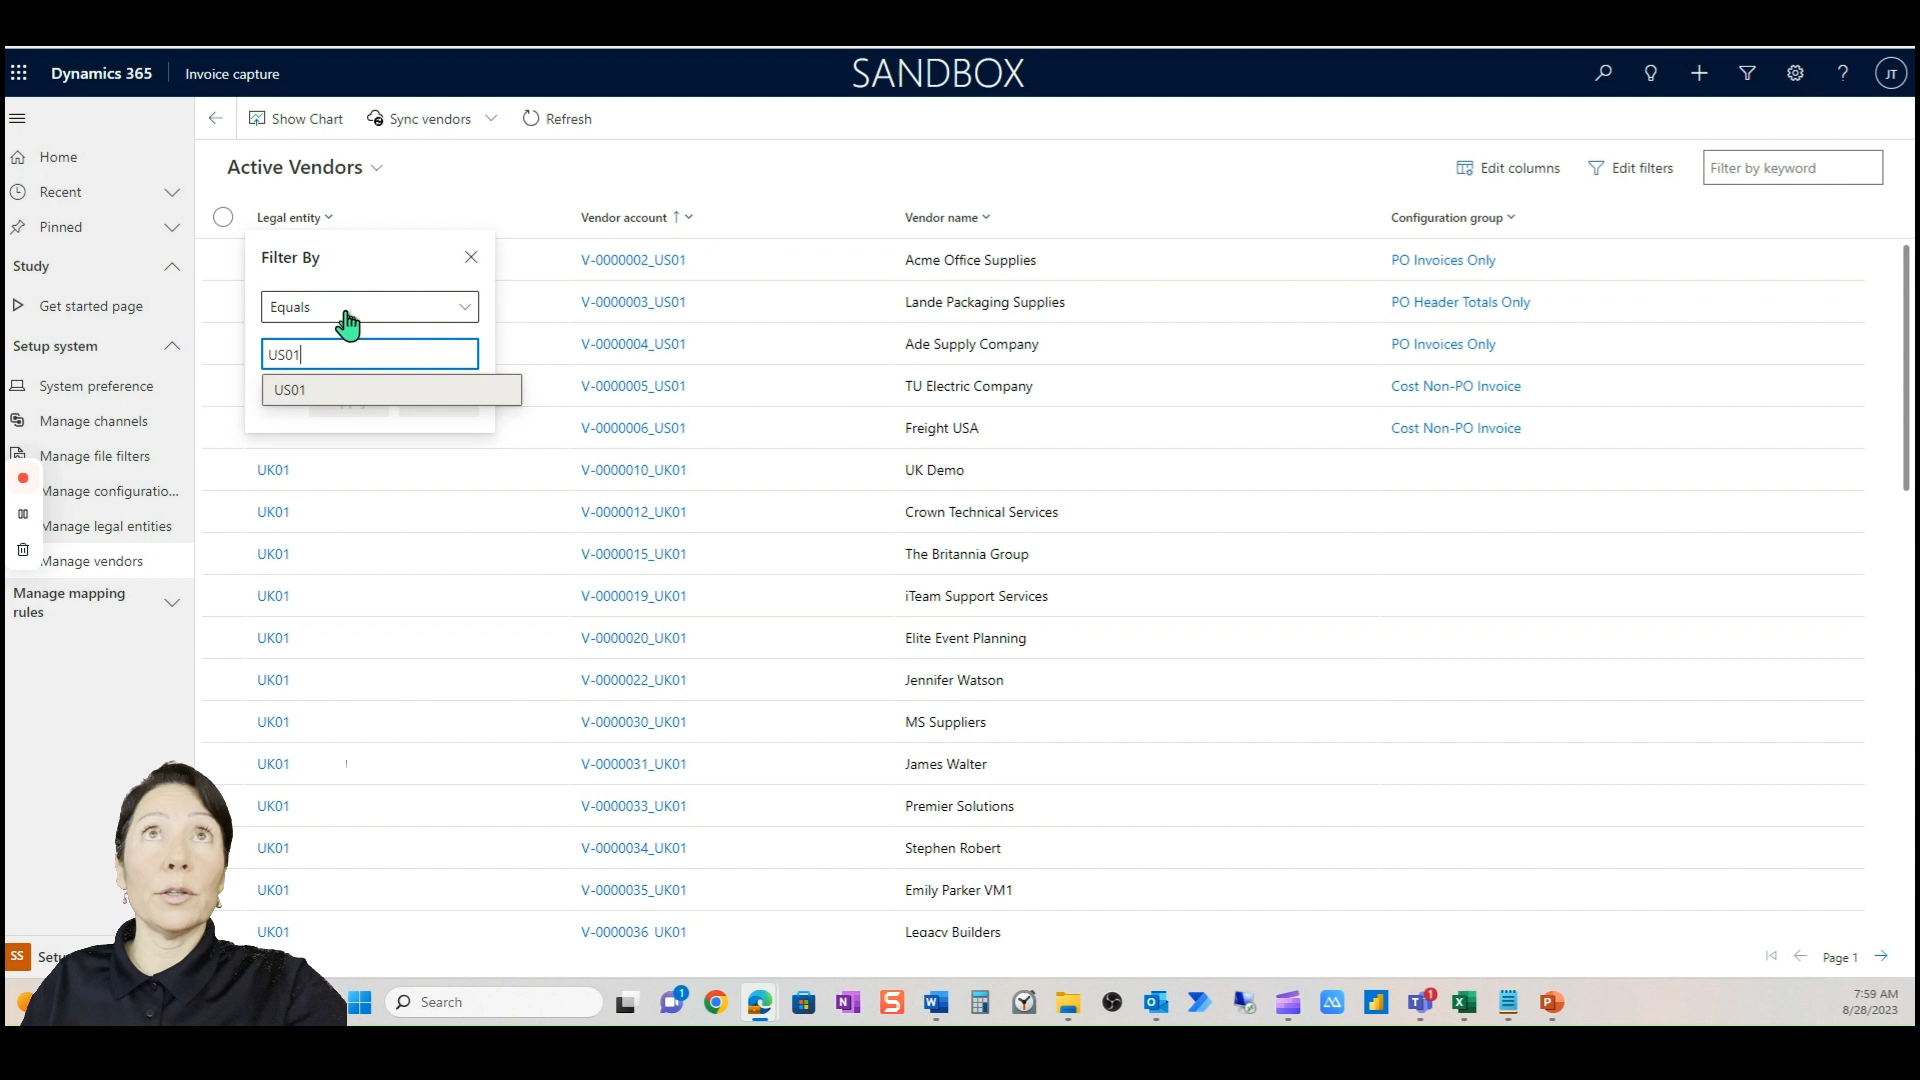 Dynamics 365
Invoice capture
SANDBOX
JT
Show Chart
Sync vendors
Refresh
Home
Recent
Pinned
Study
Get started page
Setup system
System preference
Manage channels
Manage file filters
Manage configuratio...
Manage legal entities
Manage vendors
Manage mapping
rules
SS
Active Vendors
Edit columns
Edit filters
Filter by keyword
Legal entity
Vendor account
Vendor name
Configuration group
Filter By
Equals
US01
US01
V-0000002_US01 Acme Office Supplies PO Invoices Only
V-0000003_US01 Lande Packaging Supplies PO Header Totals Only
V-0000004_US01 Ade Supply Company PO Invoices Only
V-0000005_US01 TU Electric Company Cost Non-PO Invoice
V-0000006_US01 Freight USA Cost Non-PO Invoice
UK01 V-0000010_UK01 UK Demo
UK01 V-0000012_UK01 Crown Technical Services
UK01 V-0000015_UK01 The Britannia Group
UK01 V-0000019_UK01 iTeam Support Services
UK01 V-0000020_UK01 Elite Event Planning
UK01 V-0000022_UK01 Jennifer Watson
UK01 V-0000030_UK01 MS Suppliers
UK01 V-0000031_UK01 James Walter
UK01 V-0000033_UK01 Premier Solutions
UK01 V-0000034_UK01 Stephen Robert
UK01 V-0000035_UK01 Emily Parker VM1
UK01 V-0000036_UK01 Legacy Builders
Page 1
Search
7:59 AM
8/28/2023